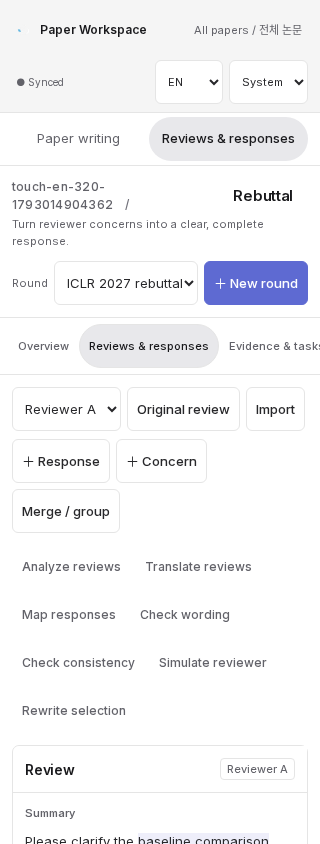 Paper Workspace
All papers / 전체 논문
Synced
EN
System
Paper writing
Reviews & responses
touch-en-320-
1793014904362 /
Rebuttal
Turn reviewer concerns into a clear, complete
response.
Round
ICLR 2027 rebuttal
+ New round
Overview
Reviews & responses
Evidence & tasks
Reviewer A
Original review
Import
+ Response
+ Concern
Merge / group
Analyze reviews
Translate reviews
Map responses
Check wording
Check consistency
Simulate reviewer
Rewrite selection
Review
Reviewer A
Summary
Please clarify the baseline comparison